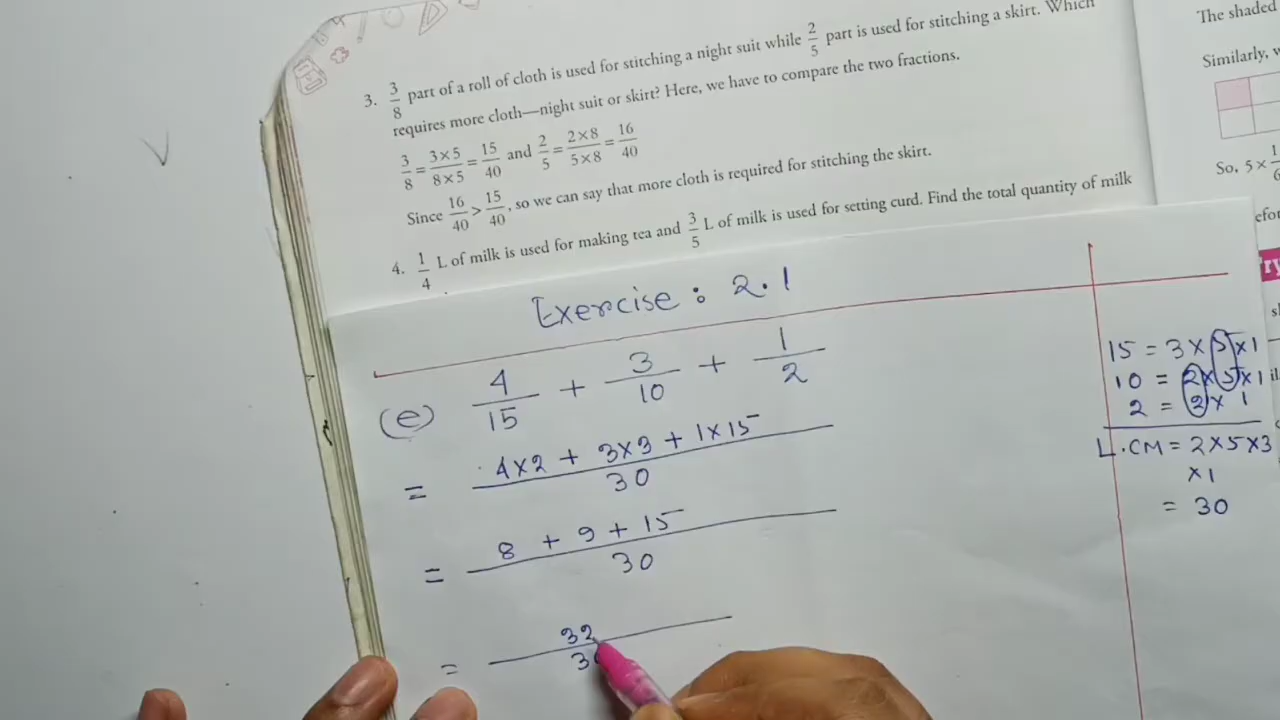 3. 3/8 part of a roll of cloth is used for stitching a night suit while 2/5 part is used for stitching a skirt. Which
requires more cloth—night suit or skirt? Here, we have to compare the two fractions.
3/8 = 3×5/8×5 = 15/40 and 2/5 = 2×8/5×8 = 16/40
Since 16/40 > 15/40, so we can say that more cloth is required for stitching the skirt.
4. 1/4 L of milk is used for making tea and 3/5 L of milk is used for setting curd. Find the total quantity of milk
The shaded
Similarly,
So, 5×1/6
Exercise: 2.1
(e) 4/15 + 3/10 + 1/2
= 4×2 + 3×3 + 1×15/30
= 8 + 9 + 15/30
= 32/30
15 = 3×5×1
10 = 2×5×1
2 = 2×1
L.CM = 2×5×3
×1
= 30